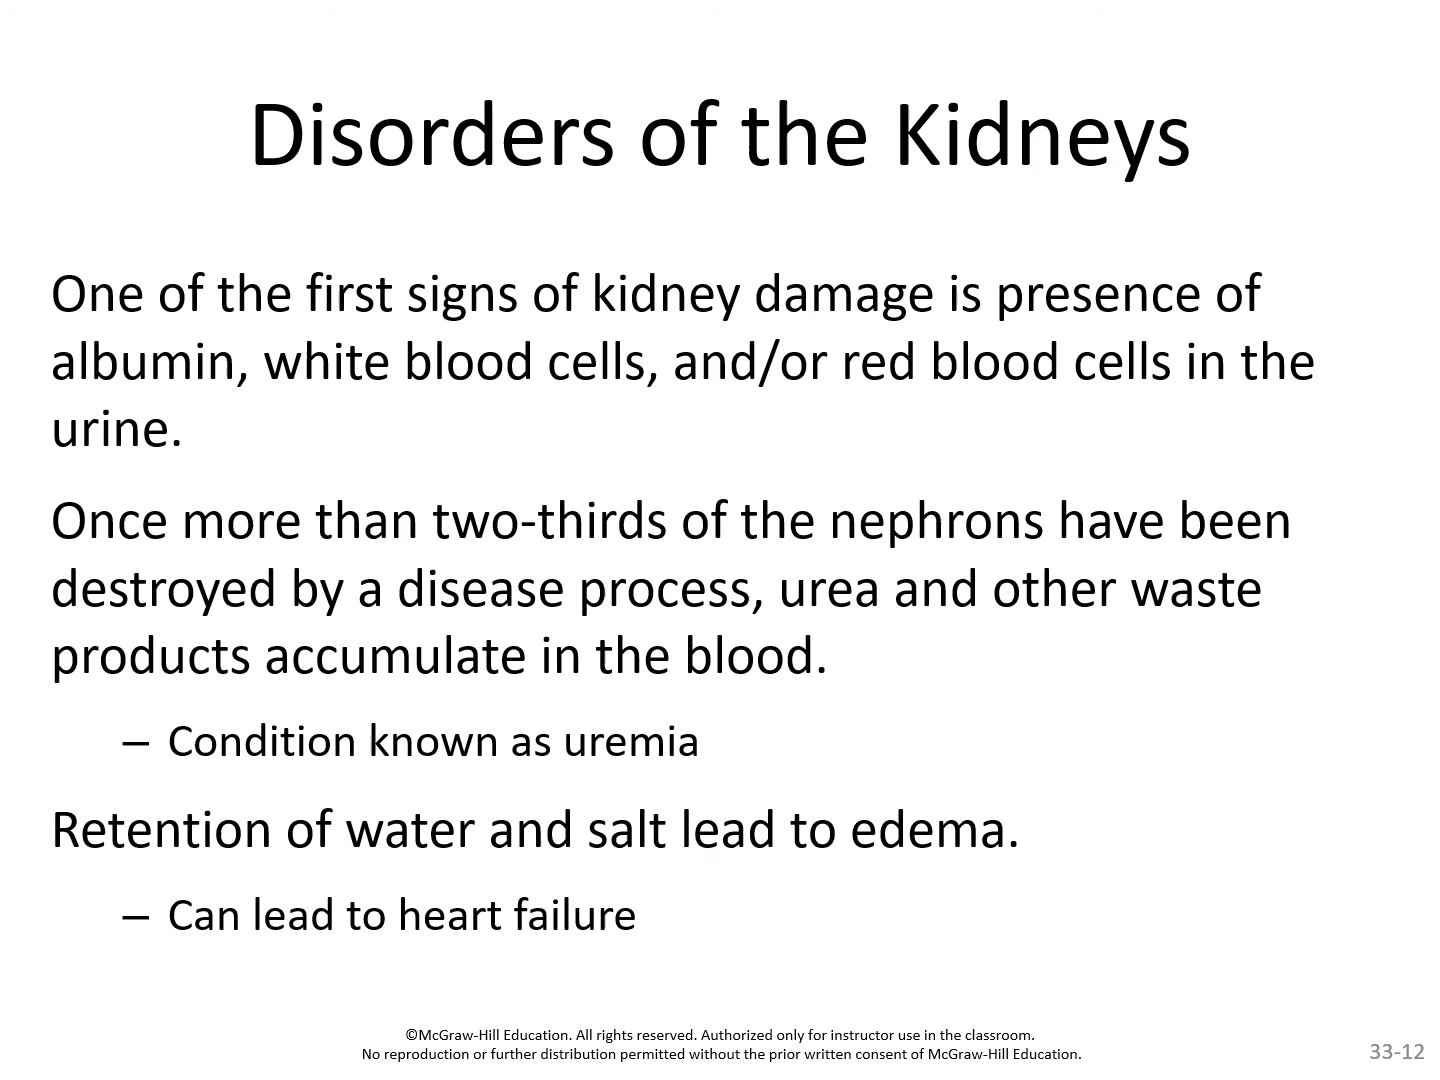 Disorders of the Kidneys
One of the first signs of kidney damage is presence of
albumin, white blood cells, and/or red blood cells in the
urine.
Once more than two-thirds of the nephrons have been
destroyed by a disease process, urea and other waste
products accumulate in the blood.
– Condition known as uremia
Retention of water and salt lead to edema.
– Can lead to heart failure
©McGraw-Hill Education. All rights reserved. Authorized only for instructor use in the classroom.
No reproduction or further distribution permitted without the prior written consent of McGraw-Hill Education.
33-12